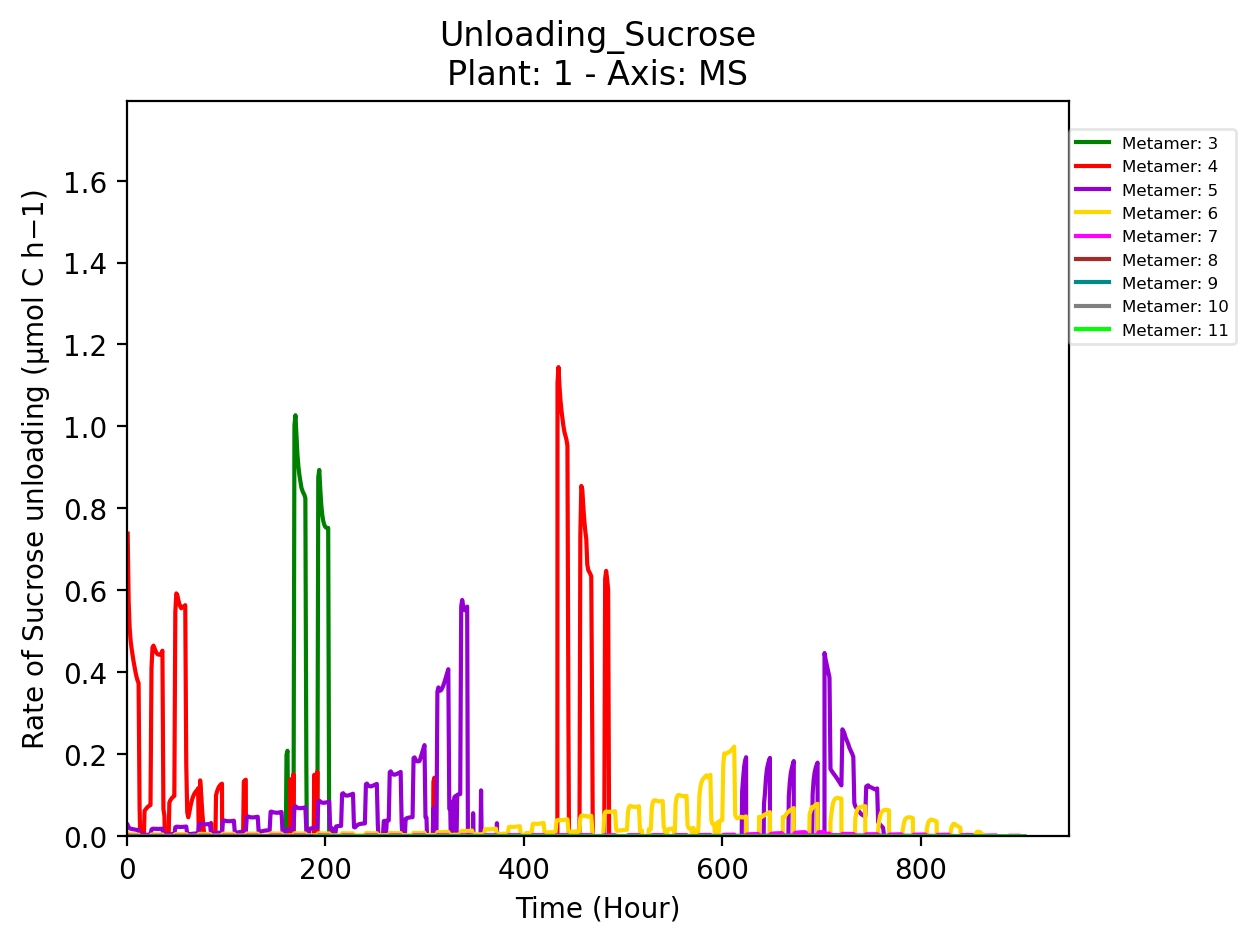 Unloading_Sucrose
Plant: 1 - Axis: MS
Rate of Sucrose unloading (µmol C h−1)
1.6
1.4
1.2
1.0
0.8
0.6
0.4
0.2
0.0
0 200 400 600 800
Time (Hour)
Metamer: 3
Metamer: 4
Metamer: 5
Metamer: 6
Metamer: 7
Metamer: 8
Metamer: 9
Metamer: 10
Metamer: 11